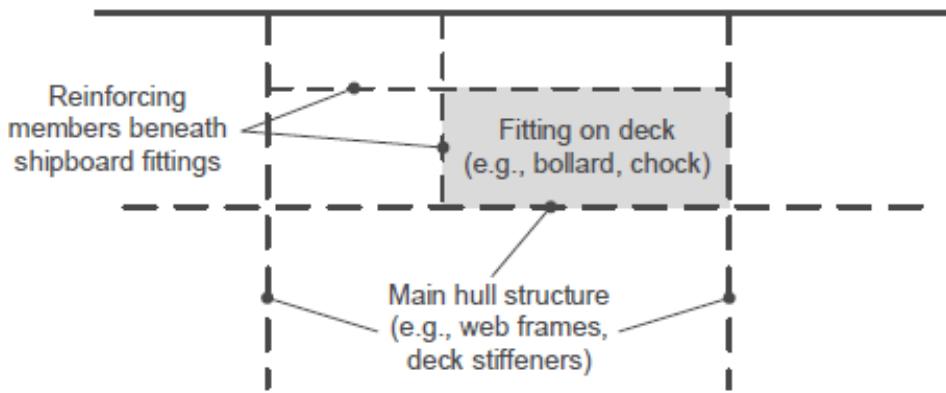 Reinforcing
members beneath
shipboard fittings
Fitting on deck
(e.g., bollard, chock)
Main hull structure
(e.g., web frames,
deck stiffeners)